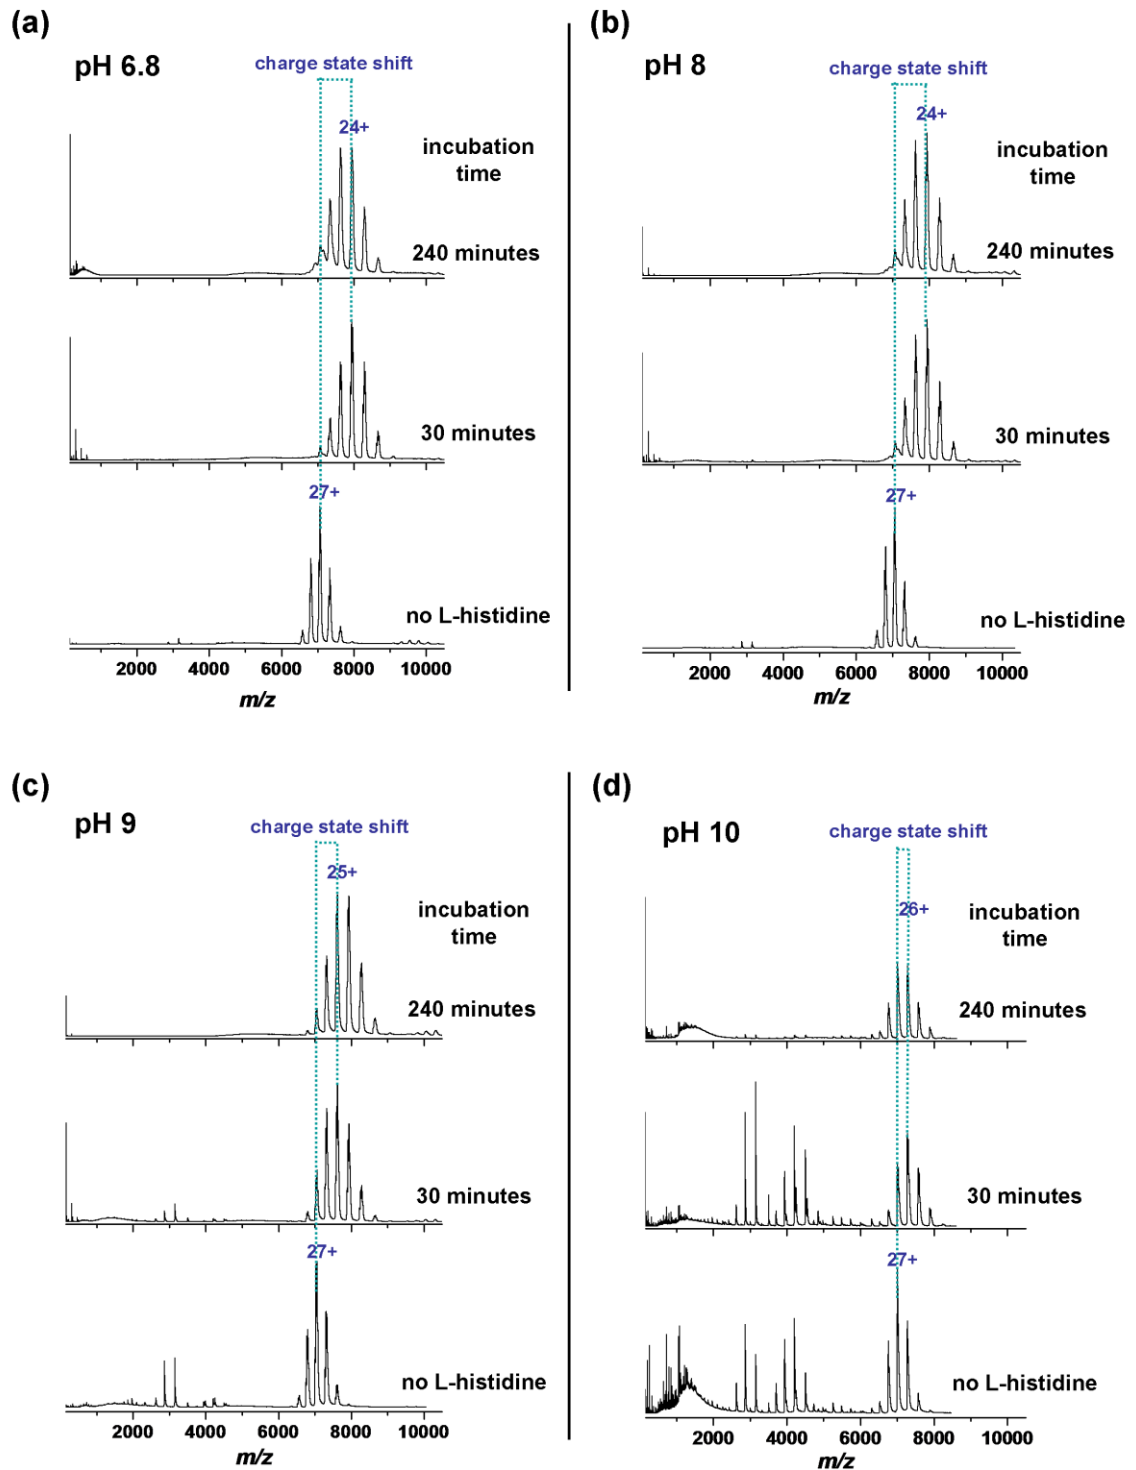 (a)
pH 6.8
charge state shift
24+
incubation
time
240 minutes
30 minutes
27+
no L-histidine
2000 4000 6000 8000 10000
m/z
(b)
pH 8
charge state shift
24+
incubation
time
240 minutes
30 minutes
27+
no L-histidine
2000 4000 6000 8000 10000
m/z
(c)
pH 9
charge state shift
25+
incubation
time
240 minutes
30 minutes
27+
no L-histidine
2000 4000 6000 8000 10000
m/z
(d)
pH 10
charge state shift
26+
incubation
time
240 minutes
30 minutes
27+
no L-histidine
2000 4000 6000 8000 10000
m/z